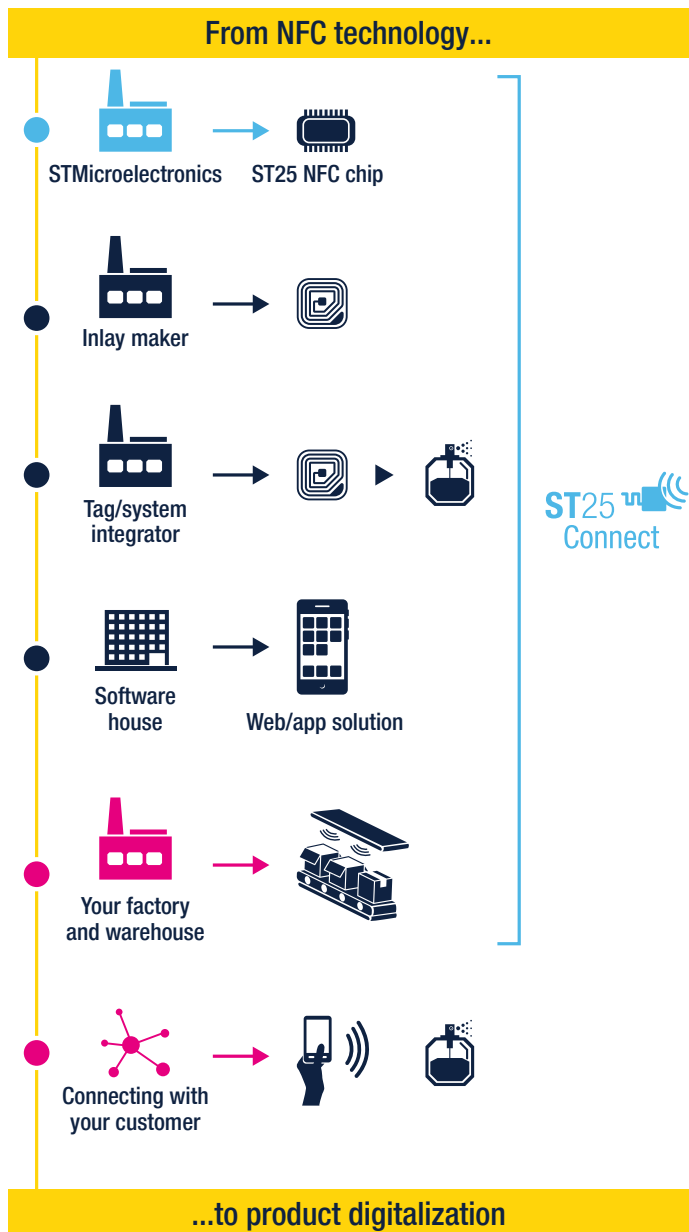 From NFC technology...
STMicroelectronics
ST25 NFC chip
Inlay maker
Tag/system
integrator
ST25
Connect
Software
house
Web/app solution
Your factory
and warehouse
Connecting with
your customer
...to product digitalization